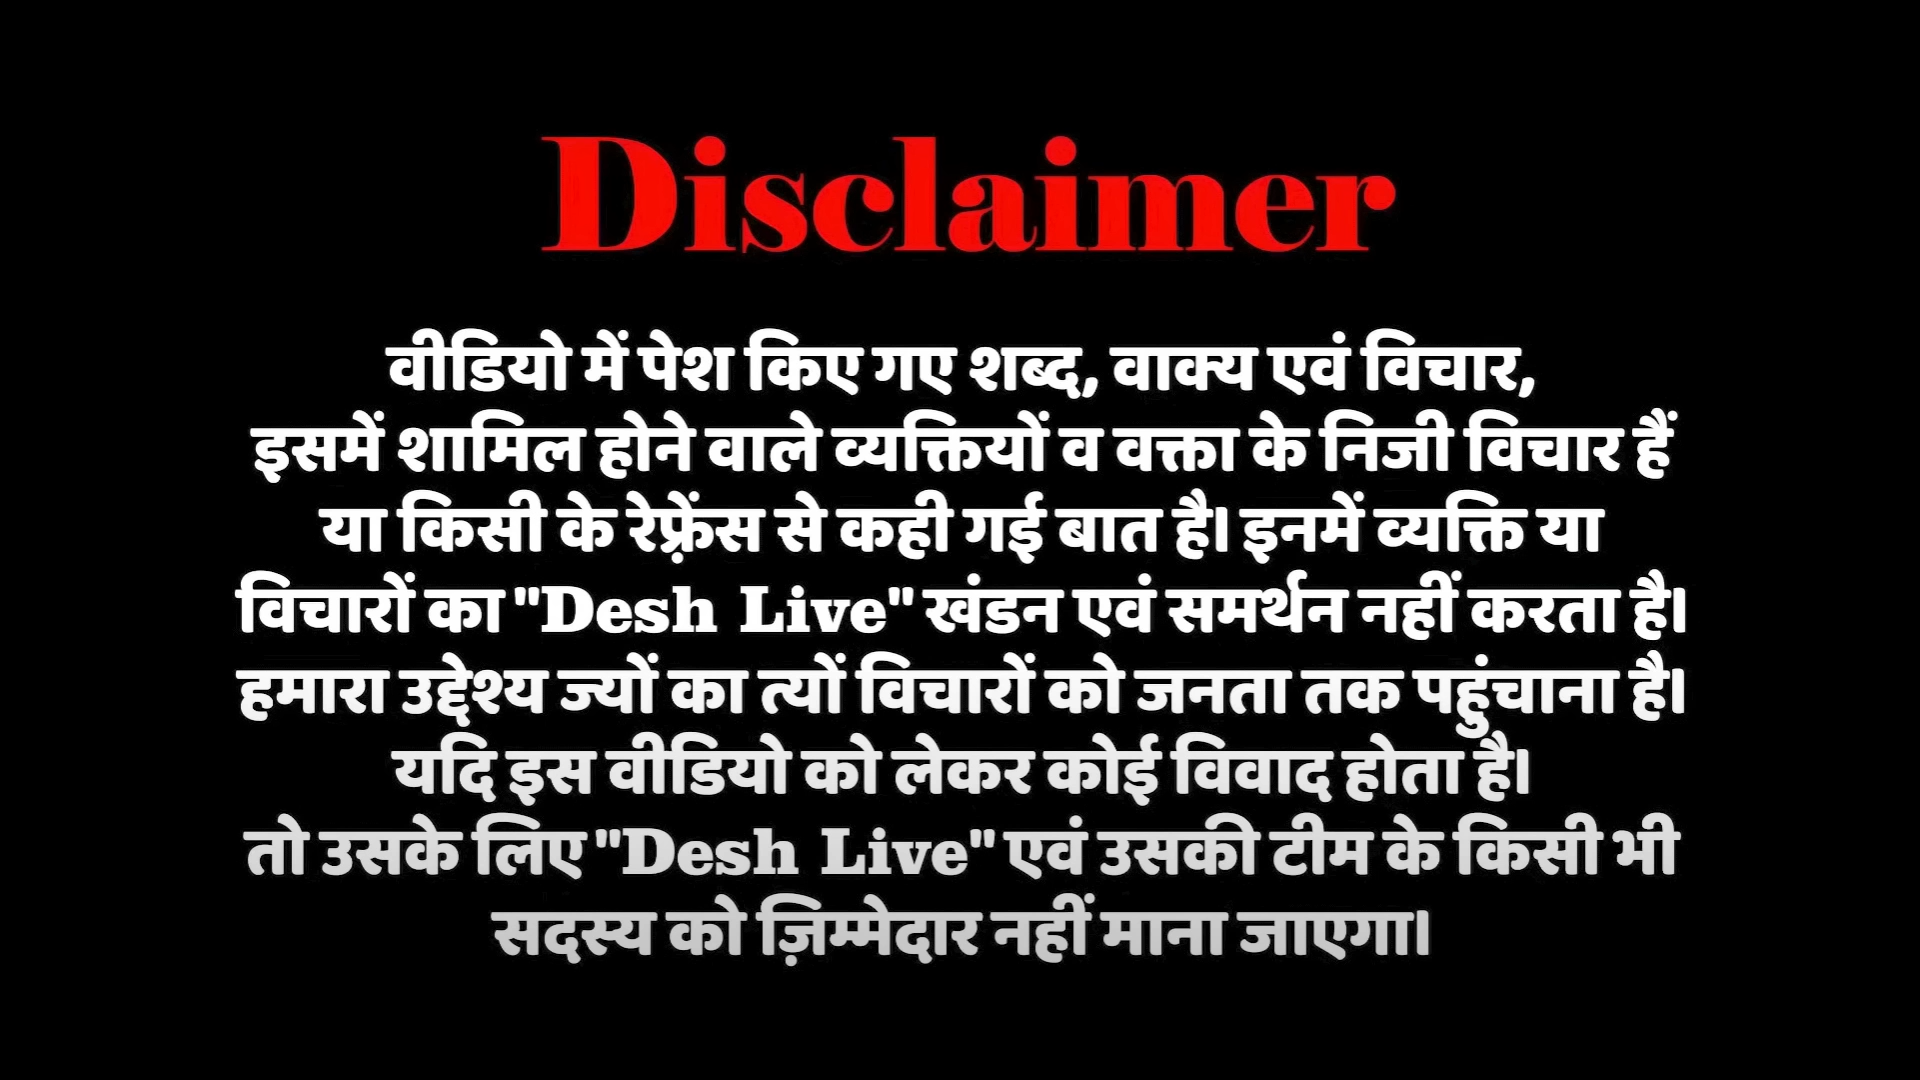 Disclaimer
वीडियो में पेश किए गए शब्द, वाक्य एवं विचार,
इसमें शामिल होने वाले व्यक्तियों व वक्ता के निजी विचार हैं
या किसी के रेफ़्रेंस से कही गई बात है। इनमें व्यक्ति या
विचारों का "Desh Live" खंडन एवं समर्थन नहीं करता है।
हमारा उद्देश्य ज्यों का त्यों विचारों को जनता तक पहुंचाना है।
यदि इस वीडियो को लेकर कोई विवाद होता है।
तो उसके लिए "Desh Live" एवं उसकी टीम के किसी भी
सदस्य को ज़िम्मेदार नहीं माना जाएगा।